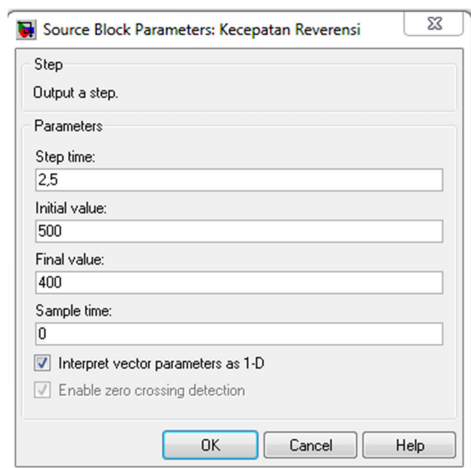 Source Block Parameters: Kecepatan Reverensi
Step
Output a step.
Parameters
Step time:
2,5
Initial value:
500
Final value:
400
Sample time:
0
Interpret vector parameters as 1-D
Enable zero crossing detection
OK Cancel Help